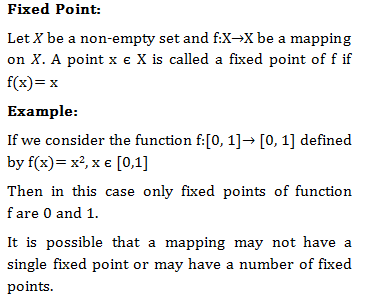 Fixed Point:
Let X be a non-empty set and f:X→X be a mapping
on X. A point x ϵ X is called a fixed point of f if
f(x)= x
Example:
If we consider the function f:[0, 1]→ [0, 1] defined
by f(x)= x², x ϵ [0,1]
Then in this case only fixed points of function
f are 0 and 1.
It is possible that a mapping may not have a
single fixed point or may have a number of fixed
points.